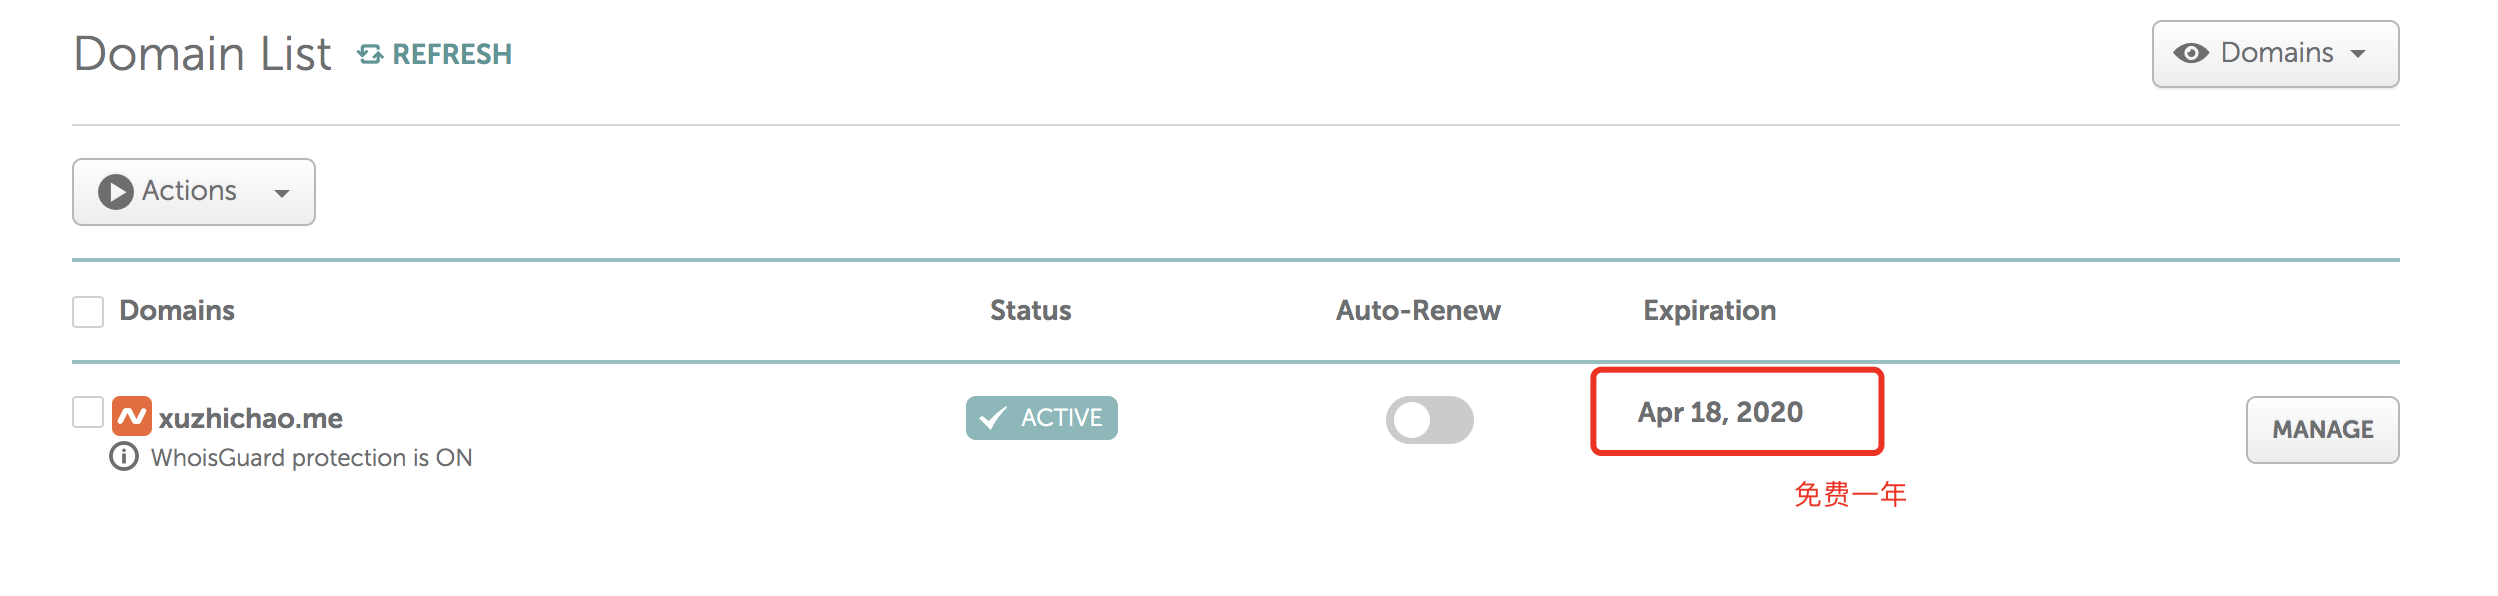 Domain List REFRESH Domains
Actions
Domains Status Auto-Renew Expiration
xuzhichao.me ACTIVE Apr 18, 2020 MANAGE
WhoisGuard protection is ON
免费一年